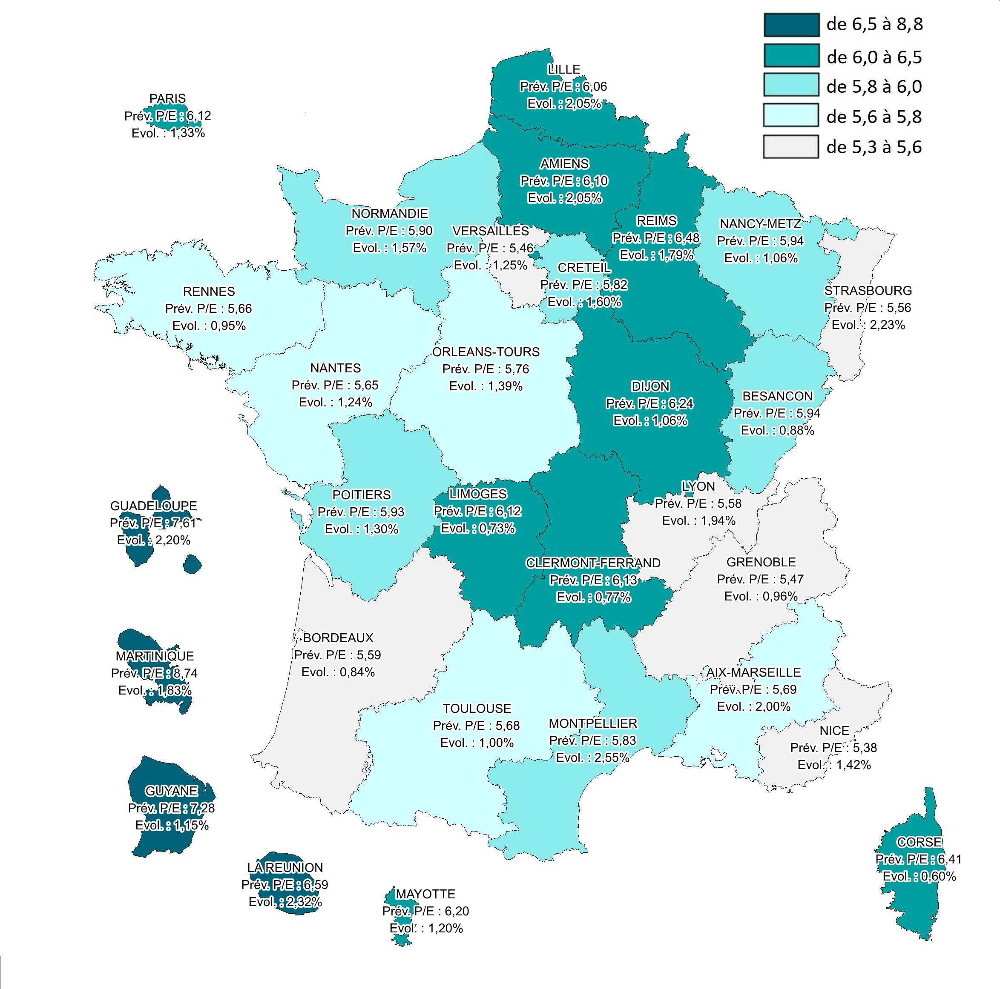 de 6,5 à 8,8
de 6,0 à 6,5
de 5,8 à 6,0
de 5,6 à 5,8
de 5,3 à 5,6
LILLE
Prév. P/E : 6,06
Evol. : 2,05%
PARIS
Prév. P/E : 6,12
Evol. : 1,33%
AMIENS
Prév. P/E : 6,10
Evol. : 2,05%
NORMANDIE
Prév. P/E : 5,90
Evol. : 1,57%
VERSAILLES
Prév. P/E : 5,46
Evol. : 1,25%
REIMS
Prév. P/E : 6,48
Evol. : 1,79%
NANCY-METZ
Prév. P/E : 5,94
Evol. : 1,06%
CRETEIL
Prév. P/E : 5,82
Evol. : 1,60%
RENNES
Prév. P/E : 5,66
Evol. : 0,95%
STRASBOURG
Prév. P/E : 5,56
Evol. : 2,23%
ORLEANS-TOURS
Prév. P/E : 5,76
Evol. : 1,39%
NANTES
Prév. P/E : 5,65
Evol. : 1,24%
DIJON
Prév. P/E : 6,24
Evol. : 1,06%
BESANCON
Prév. P/E : 5,94
Evol. : 0,88%
LYON
Prév. P/E : 5,58
Evol. : 1,94%
POITIERS
Prév. P/E : 5,93
Evol. : 1,30%
LIMOGES
Prév. P/E : 6,12
Evol. : 0,73%
GUADELOUPE
Prév. P/E : 7,61
Evol. : 2,20%
CLERMONT-FERRAND
Prév. P/E : 6,13
Evol. : 0,77%
GRENOBLE
Prév. P/E : 5,47
Evol. : 0,96%
BORDEAUX
Prév. P/E : 5,59
Evol. : 0,84%
MARTINIQUE
Prév. P/E : 8,74
Evol. : 1,83%
AIX-MARSEILLE
Prév. P/E : 5,69
Evol. : 2,00%
TOULOUSE
Prév. P/E : 5,68
Evol. : 1,00%
MONTPELLIER
Prév. P/E : 5,83
Evol. : 2,55%
NICE
Prév. P/E : 5,38
Evol. : 1,42%
GUYANE
Prév. P/E : 7,28
Evol. : 1,15%
CORSE
Prév. P/E : 6,41
Evol. : 0,60%
LA REUNION
Prév. P/E : 6,59
Evol. : 2,32%
MAYOTTE
Prév. P/E : 6,20
Evol. : 1,20%